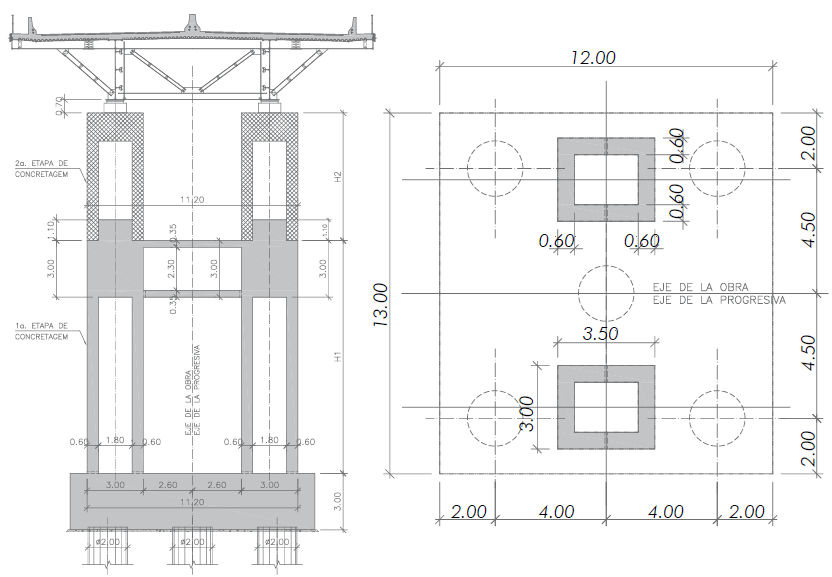 0.70
2a. ETAPA DE
CONCRETAGEM
H2
11.20
1.10
0.35
1.10
3.00
2.30
3.00
3.00
0.35
1a. ETAPA DE
CONCRETAGEM
EJE DE LA OBRA
EJE DE LA PROGRESIVA
H1
0.60
1.80
0.60
0.60
1.80
0.60
3.00
2.60
2.60
3.00
11.20
3.00
ø2.00
ø2.00
ø2.00
12.00
0.60
2.00
0.60
4.50
0.60
0.60
EJE DE LA OBRA
EJE DE LA PROGRESIVA
13.00
3.50
4.50
3.00
2.00
2.00
4.00
4.00
2.00